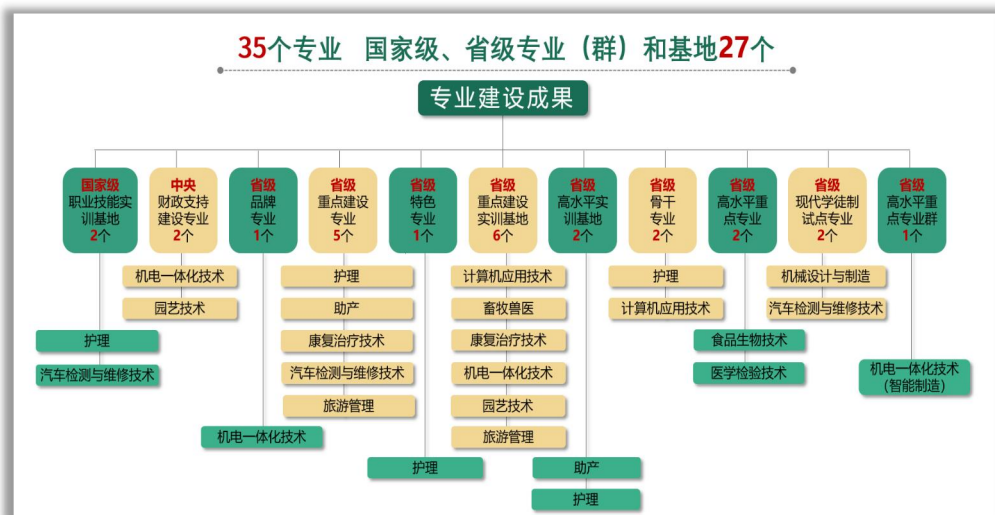 35个专业 国家级、省级专业（群）和基地27个
专业建设成果
国家级
职业技能实
训基地
2个
中央
财政支持
建设专业
2个
省级
品牌
专业
1个
省级
重点建设
专业
5个
省级
特色
专业
1个
省级
重点建设
实训基地
6个
省级
高水平实
训基地
2个
省级
骨干
专业
2个
省级
高水平重
点专业
2个
省级
现代学徒制
试点专业
2个
省级
高水平重
点专业群
1个
护理
汽车检测与维修技术
机电一体化技术
园艺技术
机电一体化技术
护理
助产
康复治疗技术
汽车检测与维修技术
旅游管理
护理
计算机应用技术
畜牧兽医
康复治疗技术
机电一体化技术
园艺技术
旅游管理
助产
护理
护理
计算机应用技术
食品生物技术
医学检验技术
机械设计与制造
汽车检测与维修技术
机电一体化技术
（智能制造）